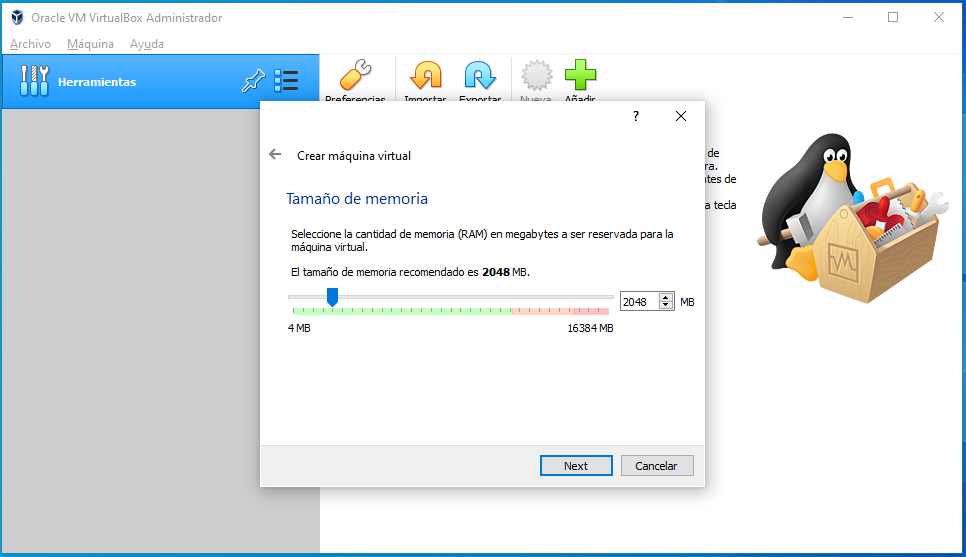 Oracle VM VirtualBox Administrador
Archivo Máquina Ayuda
Herramientas
Preferencias Importar Exportar Nueva Añadir
?
Crear máquina virtual
de
ra.
ites de
a tecla
Tamaño de memoria
Seleccione la cantidad de memoria (RAM) en megabytes a ser reservada para la
máquina virtual.
El tamaño de memoria recomendado es 2048 MB.
2048 MB
4 MB 16384 MB
Next Cancelar